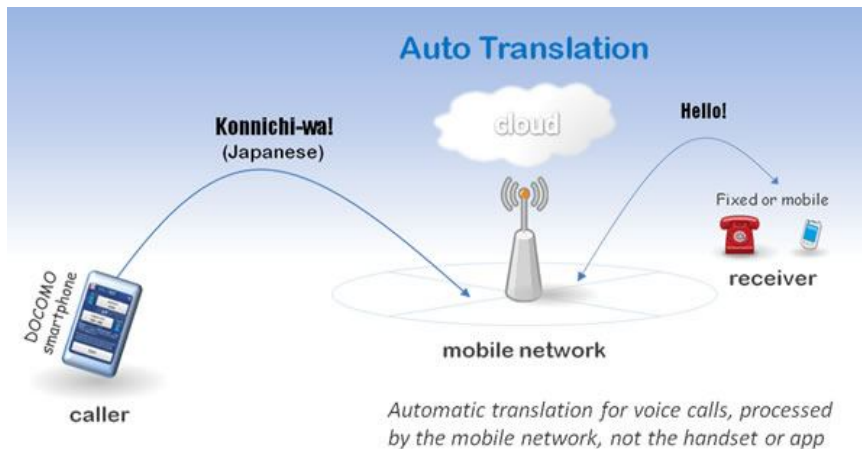 Auto Translation
cloud
Konnichi-wa!
(Japanese)
Hello!
Fixed or mobile
receiver
DOCOMO
smartphone
caller
mobile network
Automatic translation for voice calls, processed
by the mobile network, not the handset or app